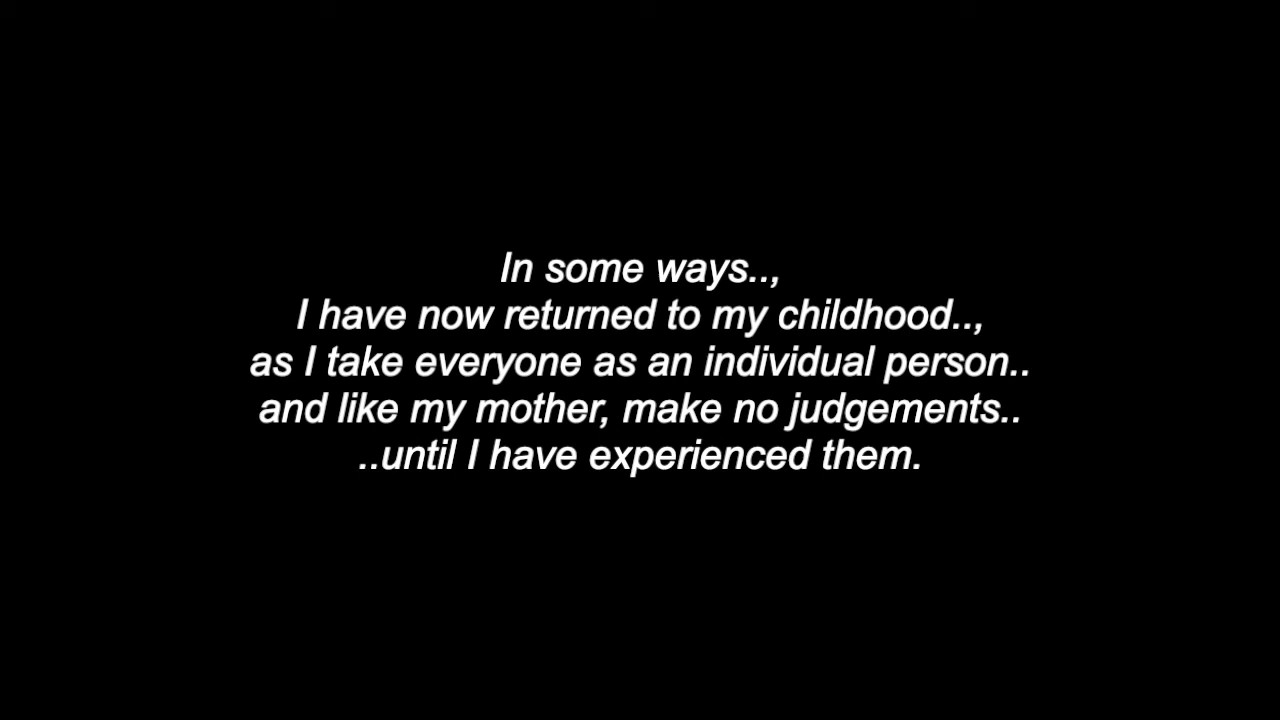 In some ways..,
I have now returned to my childhood..,
as I take everyone as an individual person..
and like my mother, make no judgements..
..until I have experienced them.